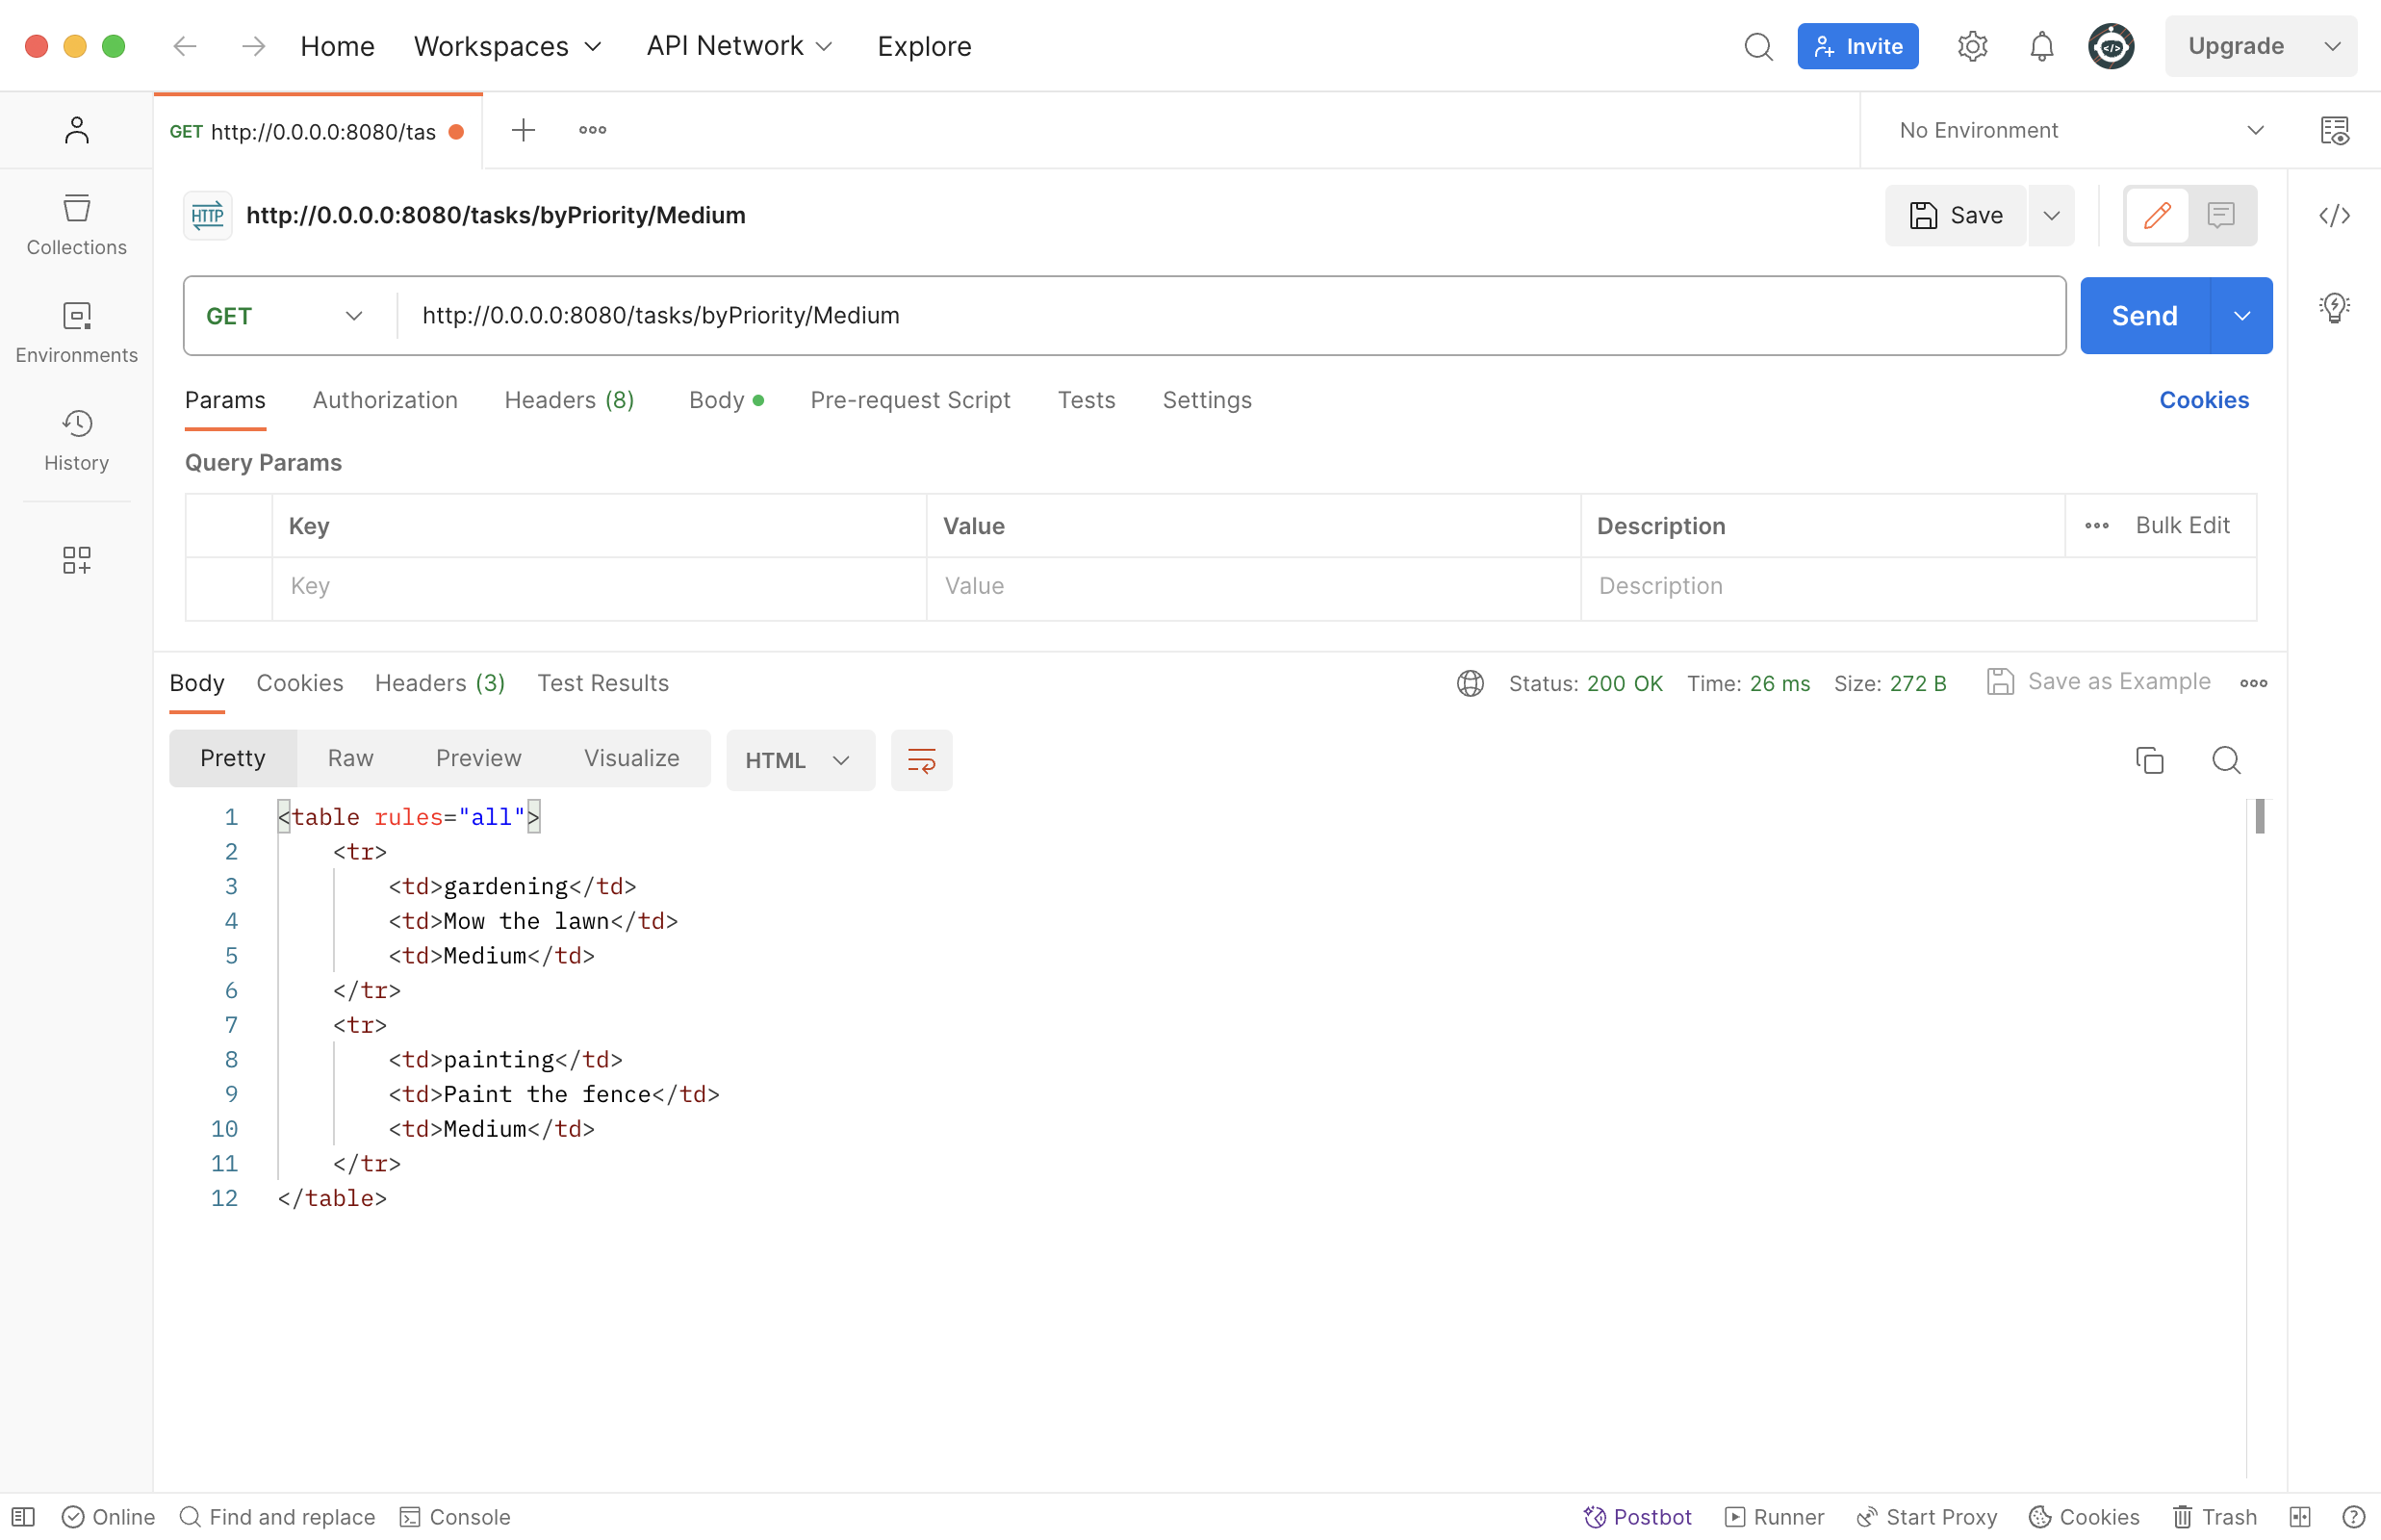 Home Workspaces API Network Explore Invite Upgrade
GET http://0.0.0.0:8080/tas No Environment
HTTP http://0.0.0.0:8080/tasks/byPriority/Medium Save
Collections
Environments
History
GET http://0.0.0.0:8080/tasks/byPriority/Medium Send
Params Authorization Headers (8) Body Pre-request Script Tests Settings Cookies
Query Params
Key Value Description Bulk Edit
Key Value Description
Body Cookies Headers (3) Test Results Status: 200 OK Time: 26 ms Size: 272 B Save as Example
Pretty Raw Preview Visualize HTML
1 <table rules="all">
2 <tr>
3 <td>gardening</td>
4 <td>Mow the lawn</td>
5 <td>Medium</td>
6 </tr>
7 <tr>
8 <td>painting</td>
9 <td>Paint the fence</td>
10 <td>Medium</td>
11 </tr>
12 </table>
Online Find and replace Console Postbot Runner Start Proxy Cookies Trash